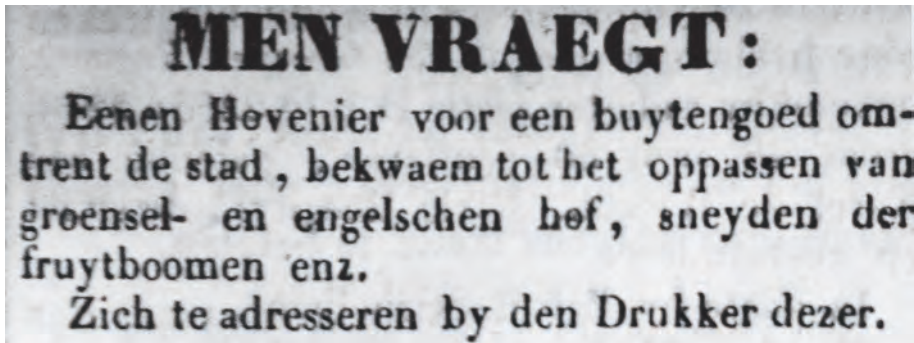 MEN VRAEGT:
Eenen Hovenier voor een buytengoed om-
trent de stad, bekwaem tot het oppassen van
groensel- en engelschen hof, sneyden der
fruytboomen enz.
Zich te adresseren by den Drukker dezer.